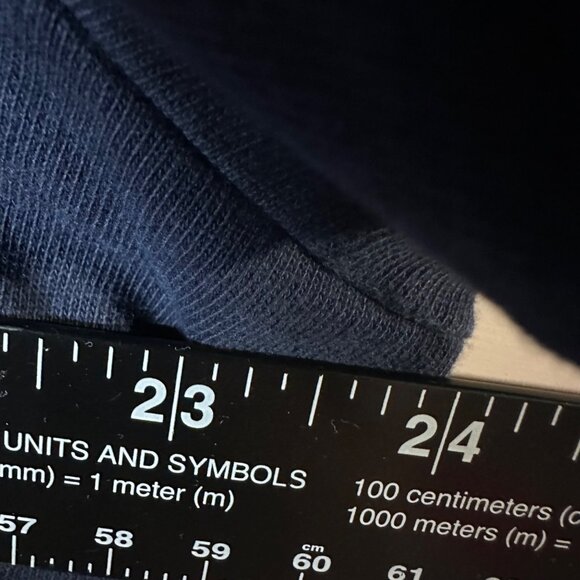 23 24
UNITS AND SYMBOLS
mm) = 1 meter (m)
100 centimeters (c
1000 meters (m) =
57 58 59 cm 60 61